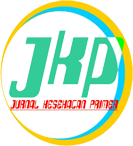 JKP
JURNAL KESEHATAN PRIMER